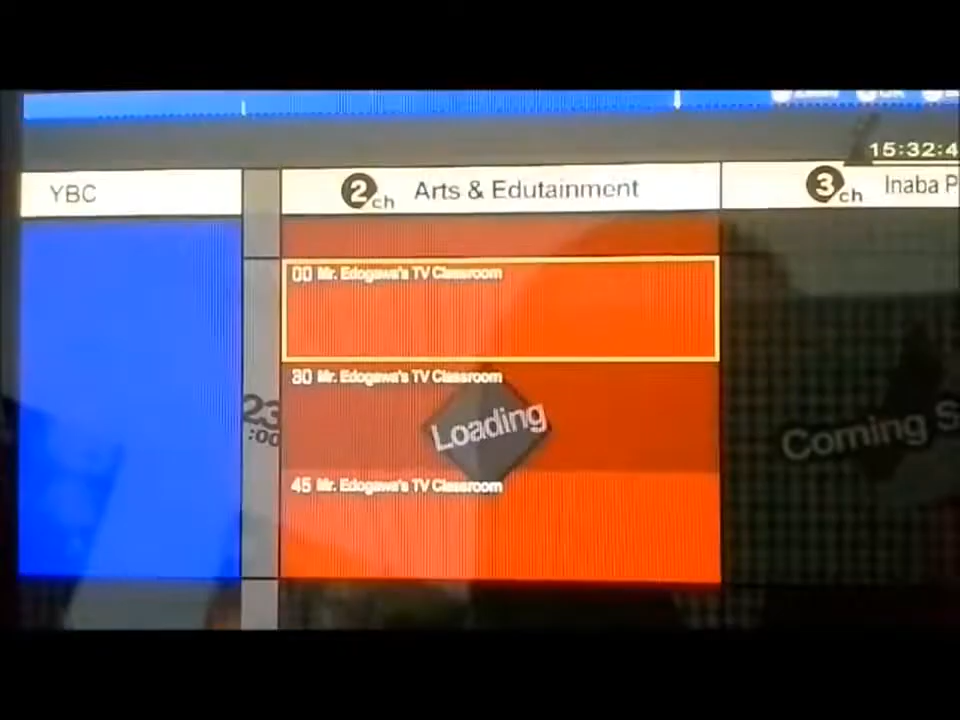 15:32:4
YBC
2ch Arts & Edutainment
3ch Inaba P
00 Mr. Edogawa's TV Classroom
30 Mr. Edogawa's TV Classroom
23:00
Loading
Coming S
45 Mr. Edogawa's TV Classroom